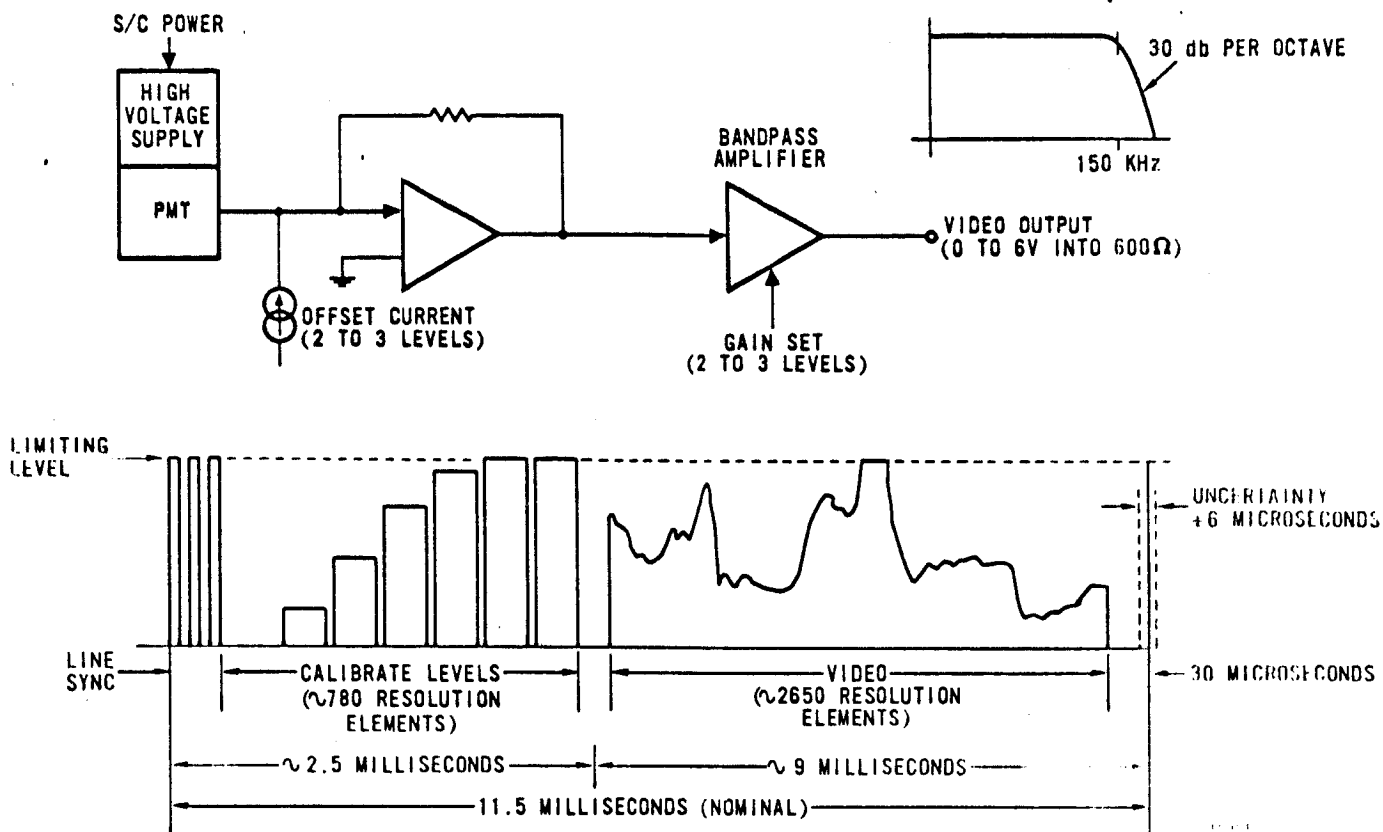 S/C POWER
HIGH
VOLTAGE
SUPPLY
PMT
OFFSET CURRENT
(2 TO 3 LEVELS)
BANDPASS
AMPLIFIER
GAIN SET
(2 TO 3 LEVELS)
30 db PER OCTAVE
150 KHz
VIDEO OUTPUT
(0 TO 6V INTO 600Ω)
LIMITING
LEVEL
UNCERTAINTY
+6 MICROSECONDS
LINE
SYNC
CALIBRATE LEVELS
(~780 RESOLUTION
ELEMENTS)
VIDEO
(~2650 RESOLUTION
ELEMENTS)
30 MICROSECONDS
~ 2.5 MILLISECONDS
~ 9 MILLISECONDS
11.5 MILLISECONDS (NOMINAL)